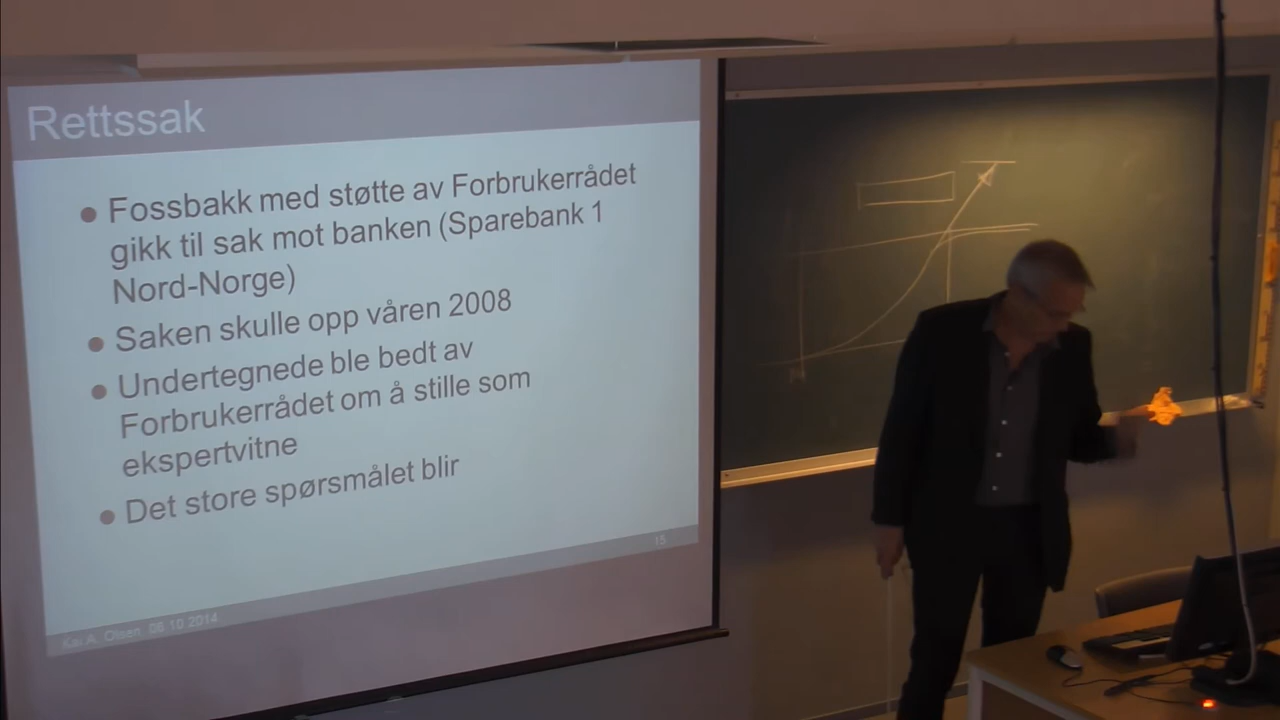 Rettssak
Fossbakk med støtte av Forbrukerrådet
gikk til sak mot banken (Sparebank 1
Nord-Norge)
Saken skulle opp våren 2008
Undertegnede ble bedt av
Forbrukerrådet om å stille som
ekspertvitne
Det store spørsmålet blir
15
Kai A. Olsen 06.10.2014